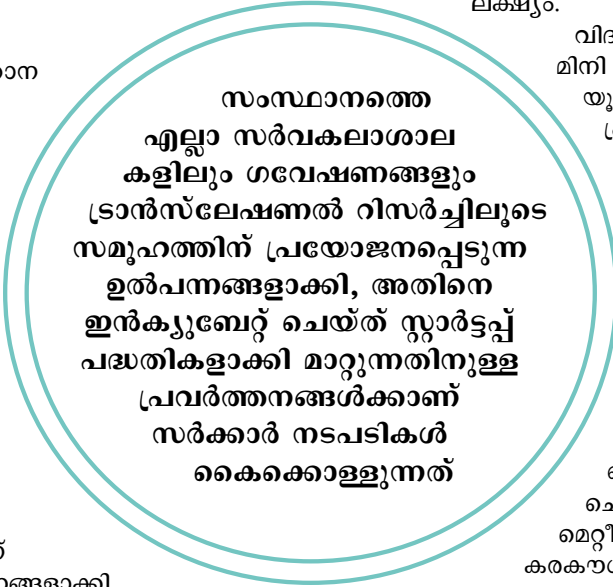 ലക്ഷ്യം.
മിനി
സംസ്ഥാനത്തെ
എല്ലാ സർവകലാശാല
കളിലും ഗവേഷണങ്ങളും
ട്രാൻസ്ലേഷണൽ റിസർച്ചിലൂടെ
സമൂഹത്തിന് പ്രയോജനപ്പെടുന്ന
ഉൽപന്നങ്ങളാക്കി, അതിനെ
ഇൻക്യുബേറ്റ് ചെയ്ത് സ്റ്റാർട്ടപ്പ്
പദ്ധതികളാക്കി മാറ്റുന്നതിനുള്ള
പ്രവർത്തനങ്ങൾക്കാണ്
സർക്കാർ നടപടികൾ
കൈക്കൊള്ളുന്നത്